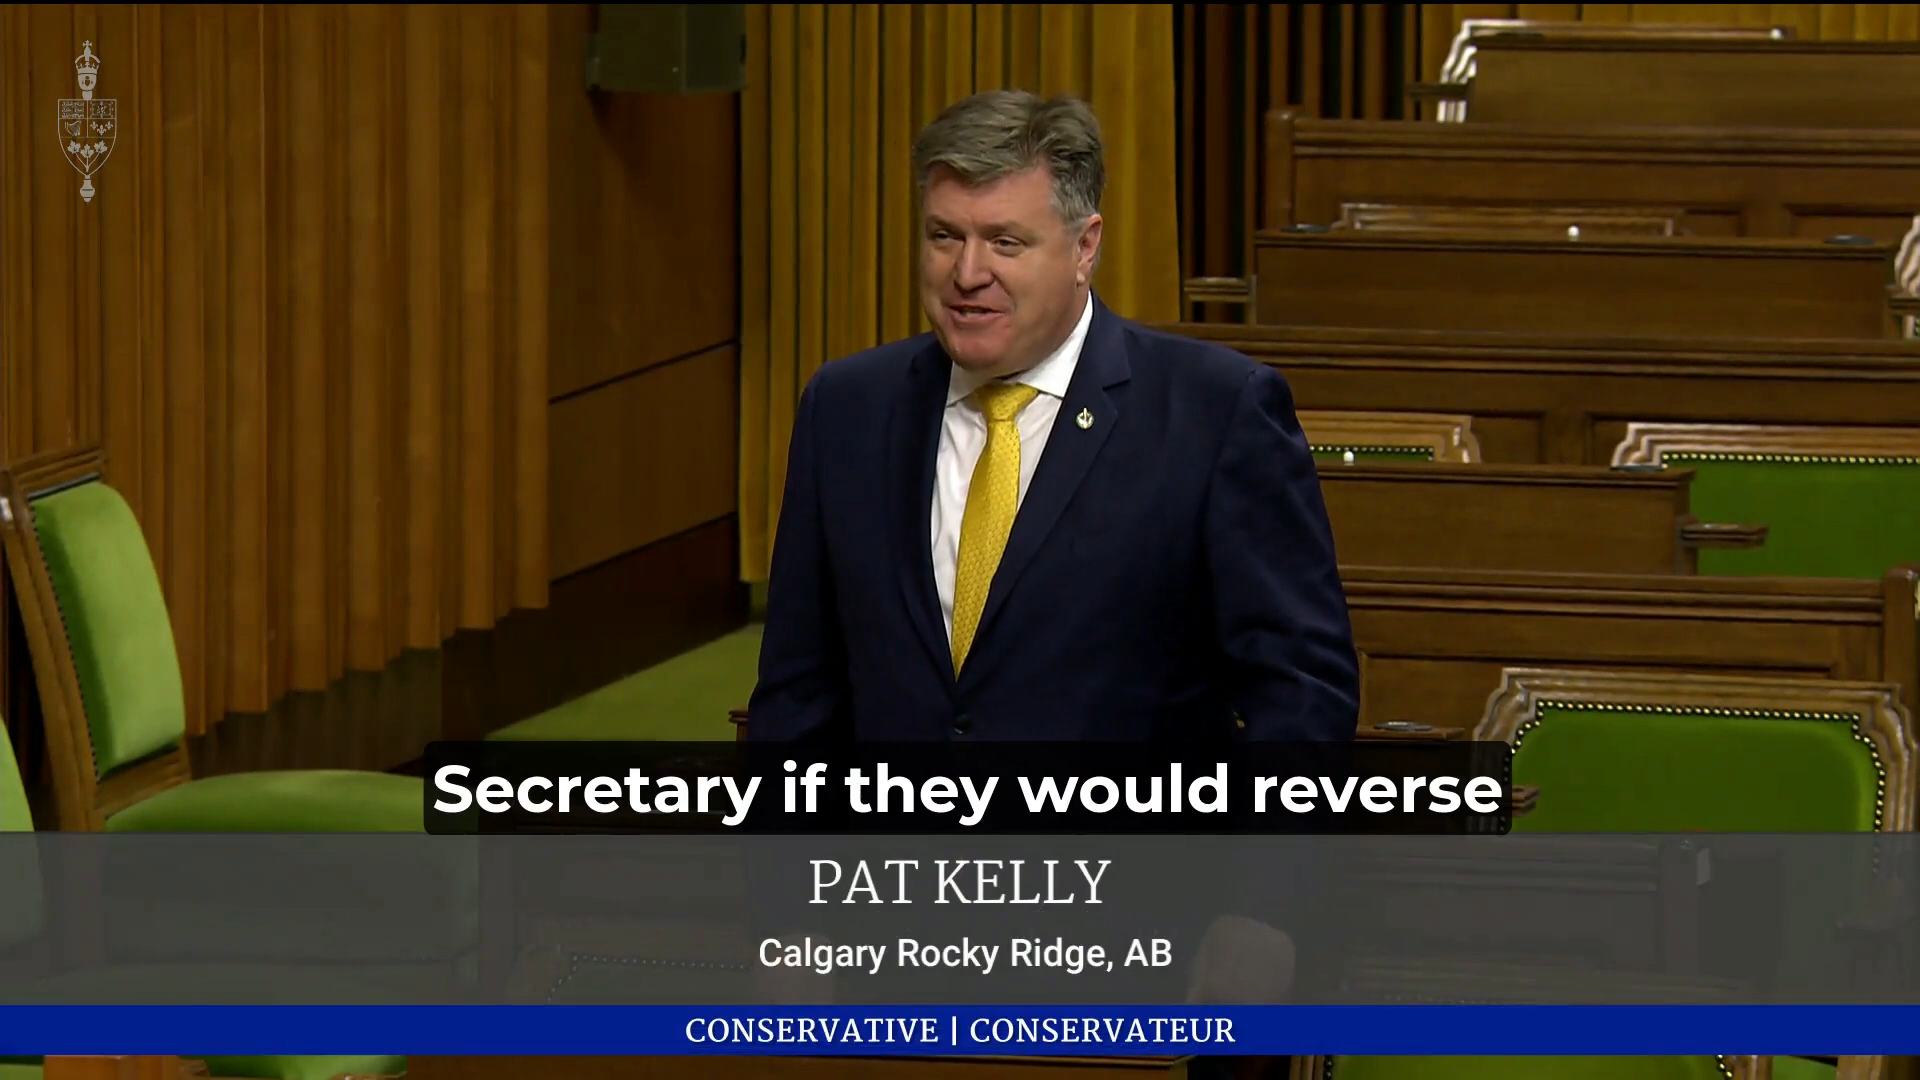 Secretary if they would reverse
PAT KELLY
Calgary Rocky Ridge, AB
CONSERVATIVE | CONSERVATEUR